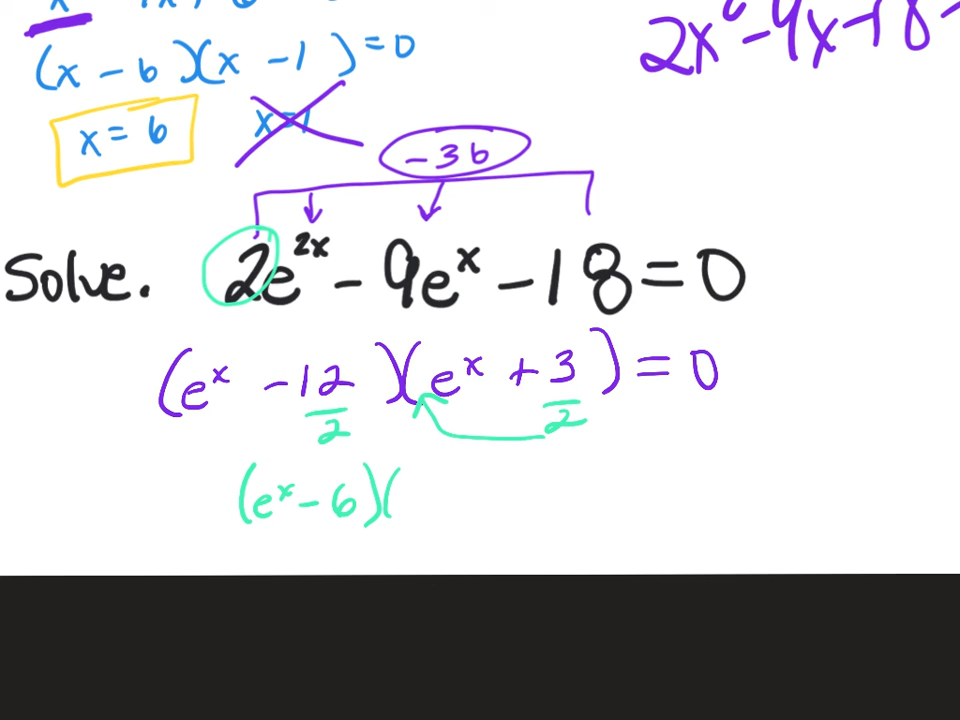 (x - 6)(x - 1) = 0
2x² - 9x - 18
x = 6 x = 1
-36
Solve. 2e^{2x} - 9e^x - 18 = 0
(e^x - 12/2)(e^x + 3/2) = 0
(e^x - 6)(